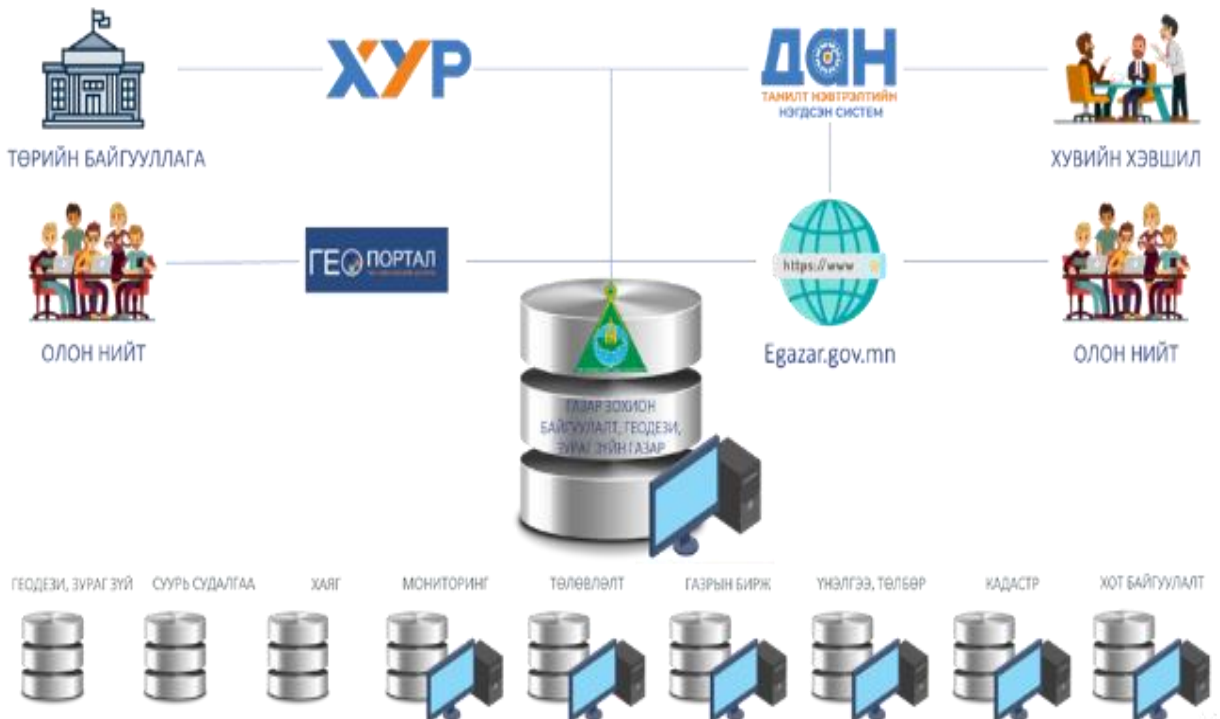 ХУР
ДАН
ТАНИЛТ НЭВТРЭЛТИЙН
НЭГДСЭН СИСТЕМ
ТӨРИЙН БАЙГУУЛЛАГА
ХУВИЙН ХЭВШИЛ
ГЕО ПОРТАЛ
https://www
ОЛОН НИЙТ
Egazar.gov.mn
ОЛОН НИЙТ
ГАЗАР ЗОХИОН
БАЙГУУЛАЛТ, ГЕОДЕЗИ,
ЗУРАГ ЗҮЙН ГАЗАР
ГЕОДЕЗИ, ЗУРАГ ЗҮЙ
СУУРЬ СУДАЛГАА
ХАЯГ
МОНИТОРИНГ
ТӨЛӨВЛӨЛТ
ГАЗРЫН БИРЖ
ҮНЭЛГЭЭ, ТӨЛБӨР
КАДАСТР
ХОТ БАЙГУУЛАЛТ